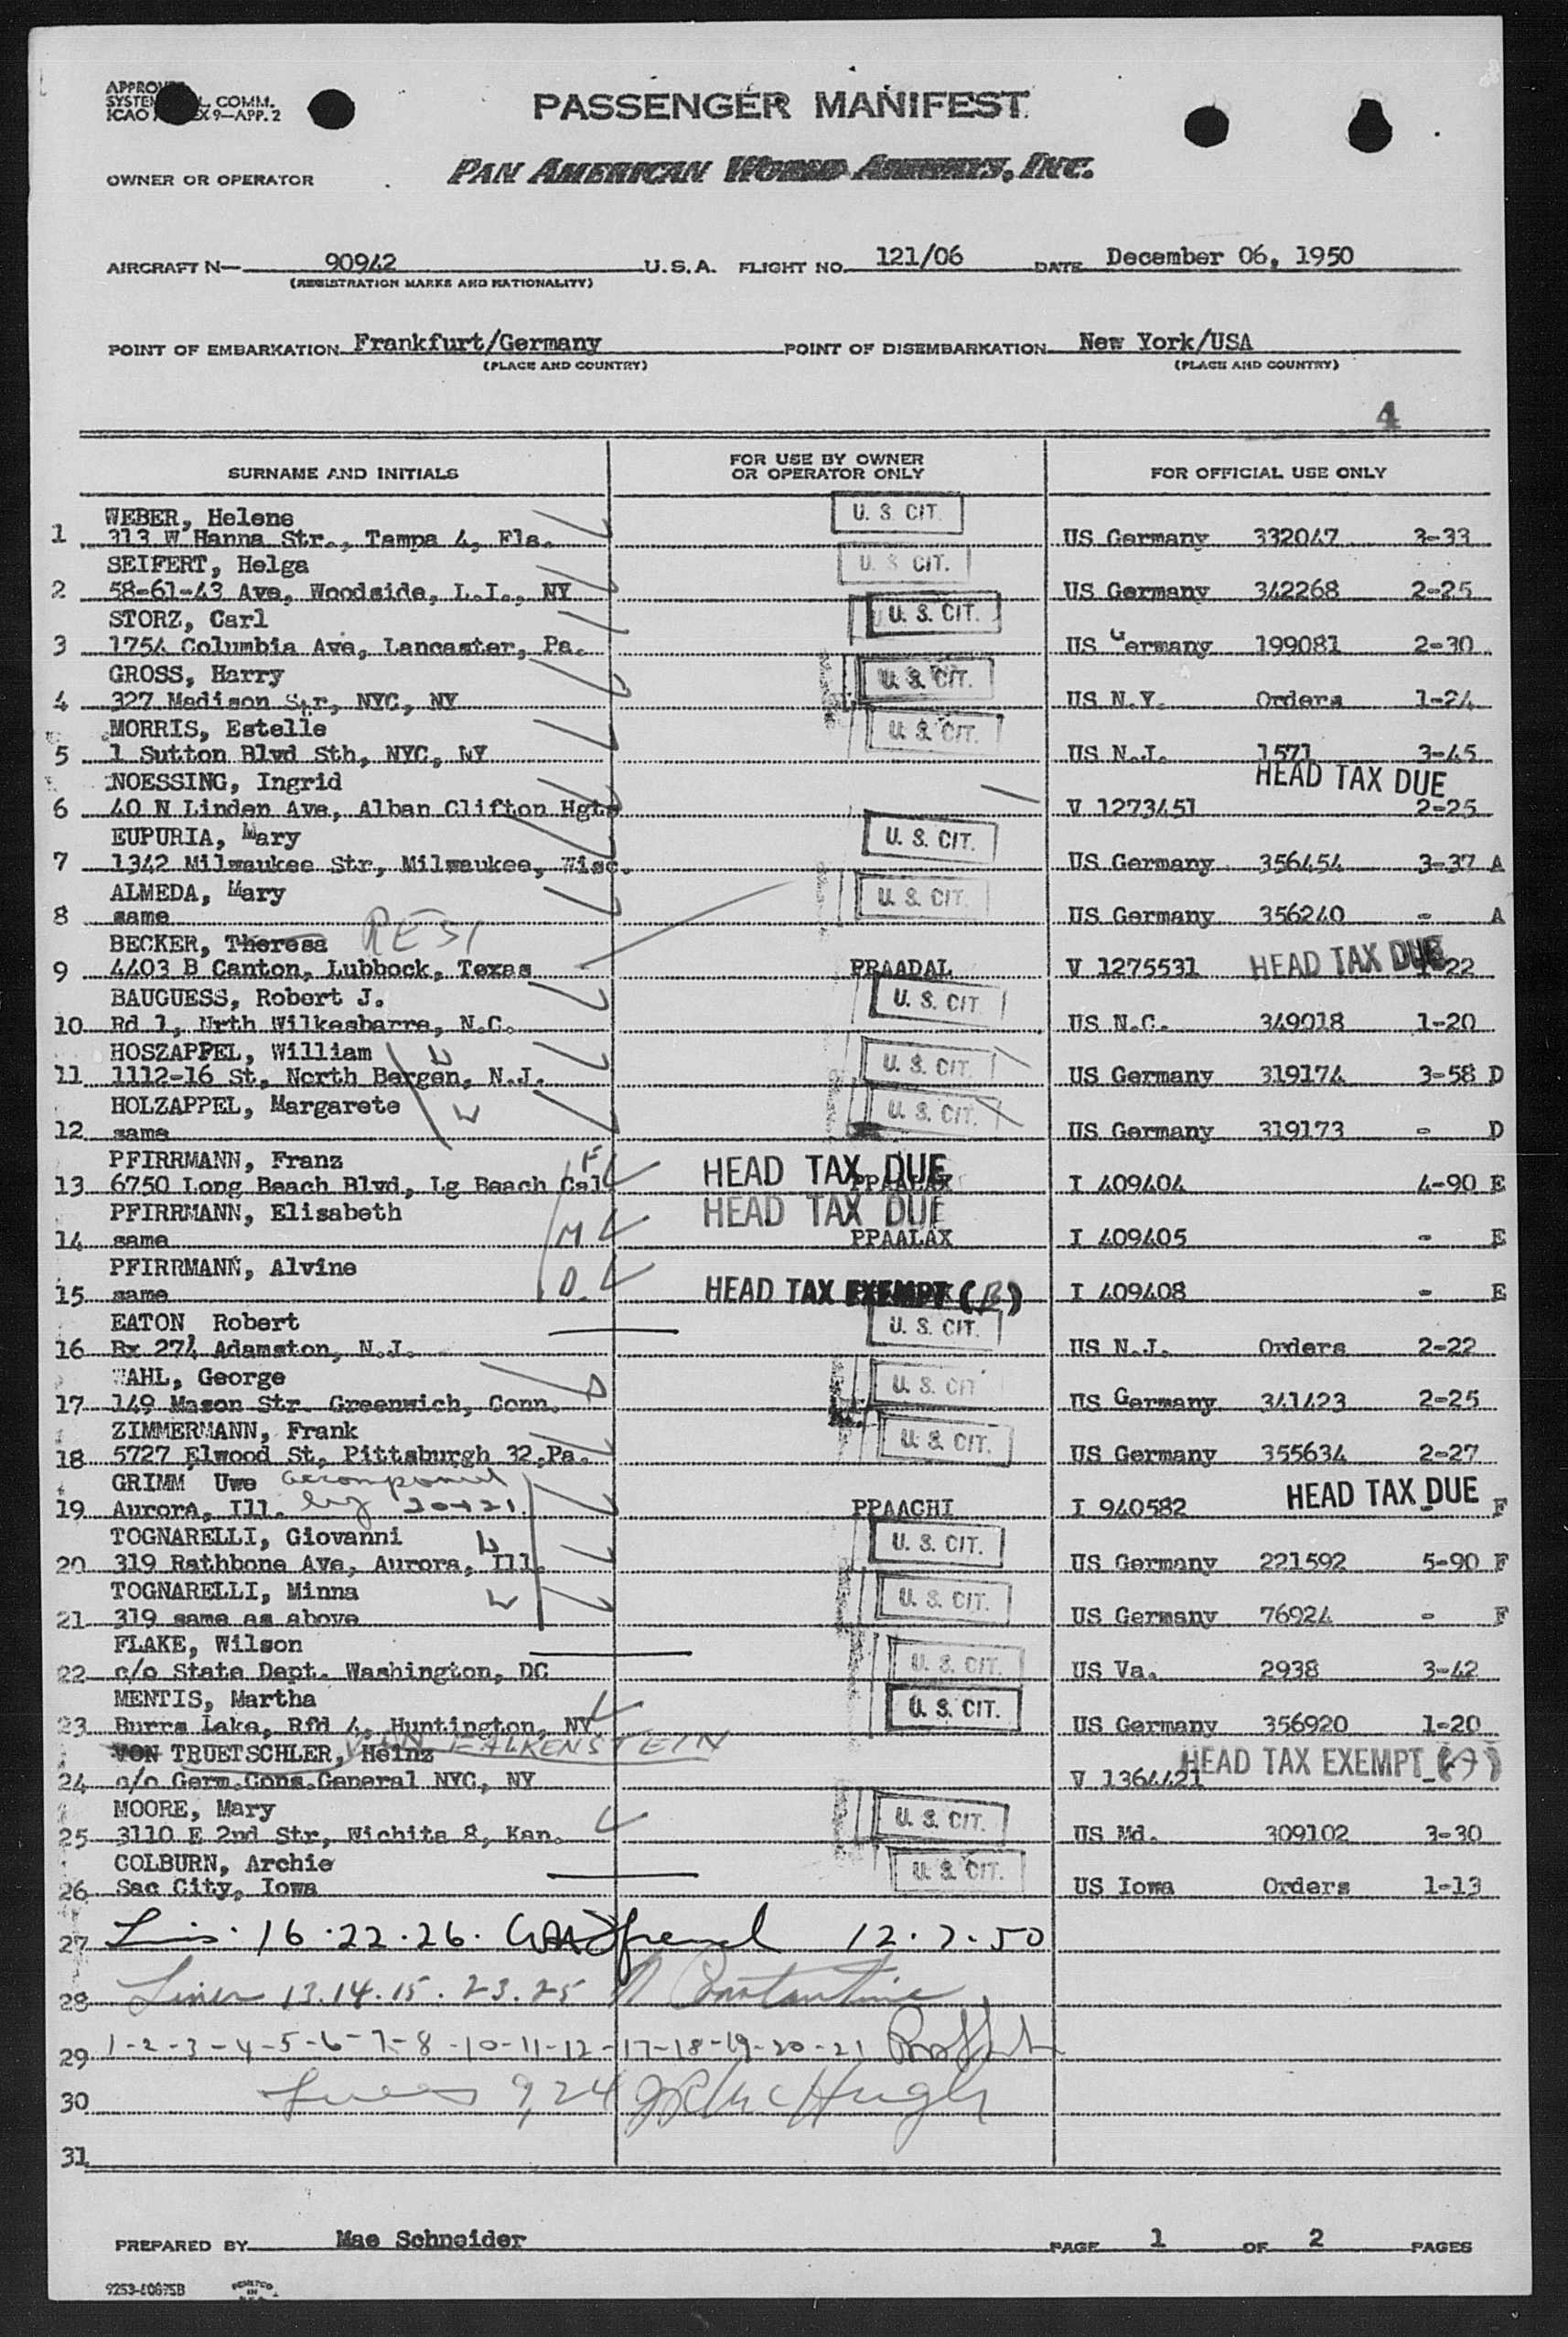 PASSENGER MANIFEST
OWNER OR OPERATOR PAN AMERICAN WORLD AIRWAYS, INC.
AIRCRAFT N— 90942 U.S.A. FLIGHT NO. 121/06 DATE December 06, 1950
(REGISTRATION MARKS AND NATIONALITY)
POINT OF EMBARKATION Frankfurt/Germany POINT OF DISEMBARKATION New York/USA
(PLACE AND COUNTRY) (PLACE AND COUNTRY)
4
SURNAME AND INITIALS FOR USE BY OWNER OR OPERATOR ONLY FOR OFFICIAL USE ONLY
WEBER, Helene U. S. CIT.
1 313 W Hanna Str., Tampa 4, Fla. US Germany 332047 3-33
SEIFERT, Helga U. S. CIT.
2 58-61-43 Ave, Woodside, L.I., NY US Germany 342268 2-25
STORZ, Carl U. S. CIT.
3 1754 Columbia Ave, Lancaster, Pa. US Germany 199081 2-30
GROSS, Harry U. S. CIT.
4 327 Madison Str, NYC, NY US N.Y. Orders 1-24
MORRIS, Estelle U. S. CIT.
5 1 Sutton Blvd Sth, NYC, NY US N.J. 1571 3-45
NOESSING, Ingrid HEAD TAX DUE
6 40 N Linden Ave, Alban Clifton Hgts V 1273451 2-25
EUPURIA, Mary U. S. CIT.
7 1342 Milwaukee Str, Milwaukee, Wisc. US Germany 356454 3-37 A
ALMEDA, Mary U. S. CIT.
8 same US Germany 356240 - A
BECKER, Theresa RESI
9 4403 B Canton, Lubbock, Texas PPAADAL V 1275531 HEAD TAX DUE 22
BAUGUESS, Robert J. U. S. CIT.
10 Rd 1, Nrth Wilkesbarre, N.C. US N.C. 349018 1-20
HOSZAPPEL, William U. S. CIT.
11 1112-16 St, North Bergen, N.J. US Germany 319174 3-58 D
HOLZAPPEL, Margarete U. S. CIT.
12 same US Germany 319173 - D
PFIRRMANN, Franz F HEAD TAX DUE
13 6750 Long Beach Blvd, Lg Beach Cal PPAALAX I 409404 4-90 E
PFIRRMANN, Elisabeth HEAD TAX DUE
14 same M PPAALAX I 409405 - E
PFIRRMANN, Alvine
15 same D HEAD TAX EXEMPT (B) I 409408 - E
EATON Robert U. S. CIT.
16 Bx 274 Adamston, N.J. US N.J. Orders 2-22
WAHL, George U. S. CIT
17 149 Mason Str. Greenwich, Conn. US Germany 341423 2-25
ZIMMERMANN, Frank U. S. CIT.
18 5727 Elwood St, Pittsburgh 32,Pa. US Germany 355634 2-27
GRIMM Uwe HEAD TAX DUE
19 Aurora, Ill. by 20+21 PPAACHI I 940582 - F
TOGNARELLI, Giovanni U. S. CIT.
20 319 Rathbone Ave, Aurora, Ill. US Germany 221592 5-90 F
TOGNARELLI, Minna U. S. CIT.
21 319 same as above US Germany 76924 - F
FLAKE, Wilson U. S. CIT.
22 c/o State Dept. Washington, DC US Va. 2938 3-42
MENTIS, Martha U. S. CIT.
23 Burrs Lake, Rfd 4, Huntington, NY US Germany 356920 1-20
VON TRUETSCHLER, Heinz VON FALKENSTEIN HEAD TAX EXEMPT
24 c/o Germ.Cons.General NYC, NY V 1364421 -
MOORE, Mary U. S. CIT.
25 3110 E 2nd Str, Wichita 8, Kan. US Md. 309102 3-30
COLBURN, Archie U. S. CIT.
26 Sac City, Iowa US Iowa Orders 1-13
27 16.22.26. 12.7.50
28 Lines 13.14.15.23.25 Constantine
29 1-2-3-4-5-6-7-8-10-11-12-17-18-19-20-21
30 Lines 9,24 McHugh
31
PREPARED BY Mae Schneider PAGE 1 OF 2 PAGES